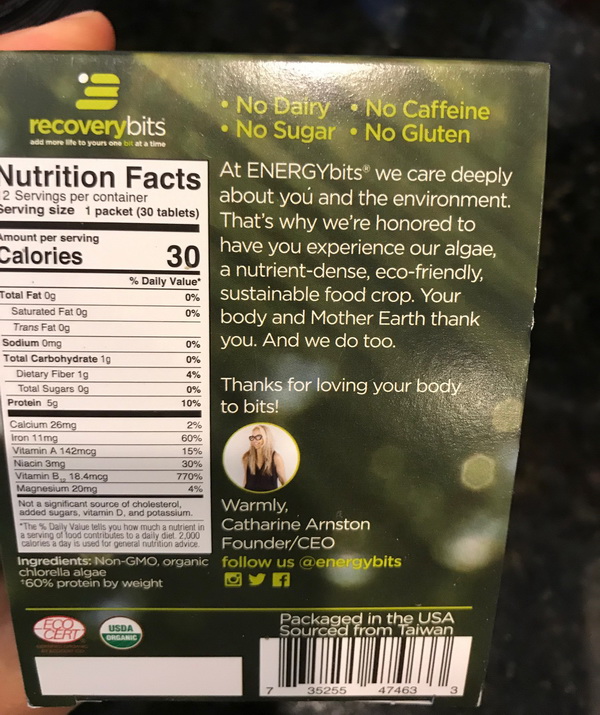 recoverybits
add more life to yours one bit at a time
• No Dairy • No Caffeine
• No Sugar • No Gluten
Nutrition Facts
2 Servings per container
Serving size 1 packet (30 tablets)
Amount per serving
Calories 30
% Daily Value*
Total Fat 0g 0%
Saturated Fat 0g 0%
Trans Fat 0g
Sodium 0mg 0%
Total Carbohydrate 1g 0%
Dietary Fiber 1g 4%
Total Sugars 0g 0%
Protein 5g 10%
Calcium 26mg 2%
Iron 11mg 60%
Vitamin A 142mcg 15%
Niacin 3mg 30%
Vitamin B12 18.4mcg 770%
Magnesium 20mg 4%
Not a significant source of cholesterol,
added sugars, vitamin D, and potassium.
*The % Daily Value tells you how much a nutrient in
a serving of food contributes to a daily diet. 2,000
calories a day is used for general nutrition advice.
Ingredients: Non-GMO, organic
chlorella algae
†60% protein by weight
At ENERGYbits® we care deeply
about you and the environment.
That's why we're honored to
have you experience our algae,
a nutrient-dense, eco-friendly,
sustainable food crop. Your
body and Mother Earth thank
you. And we do too.
Thanks for loving your body
to bits!
Warmly,
Catharine Arnston
Founder/CEO
follow us @energybits
ECO
CERT
USDA
ORGANIC
Packaged in the USA
Sourced from Taiwan
7 35255 47463 3